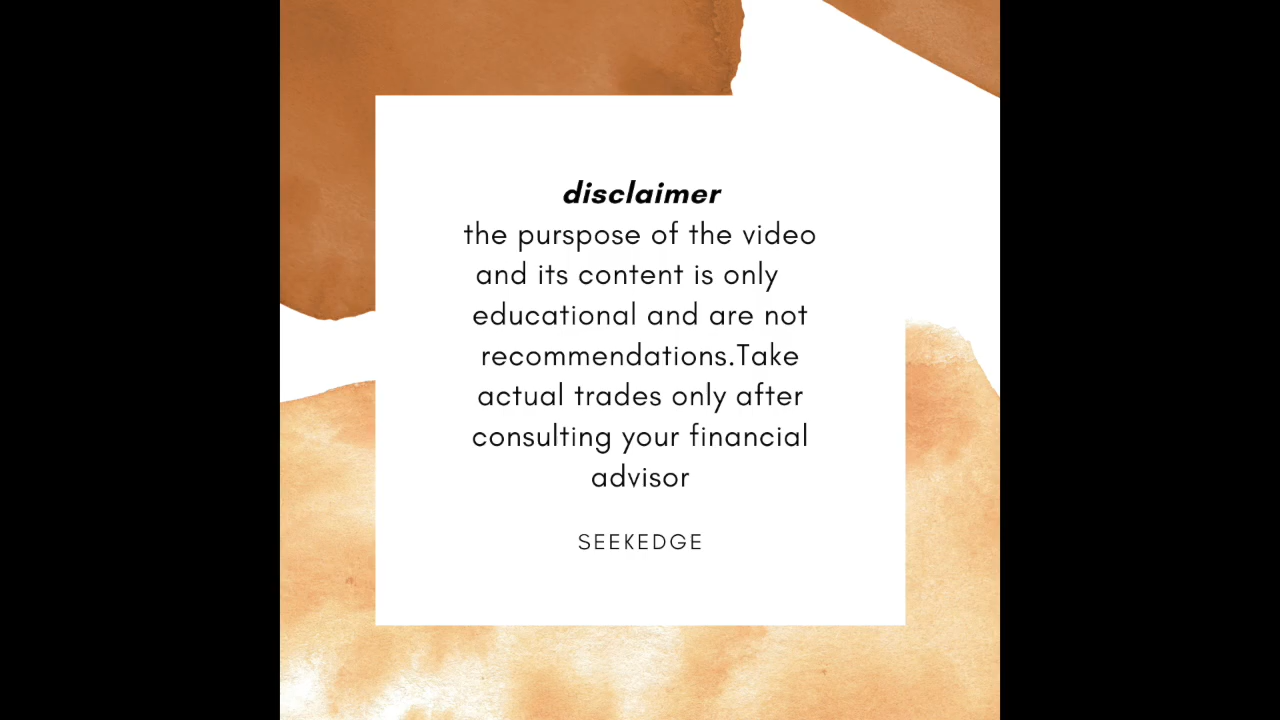 disclaimer
the purspose of the video
and its content is only
educational and are not
recommendations.Take
actual trades only after
consulting your financial
advisor
SEEKEDGE